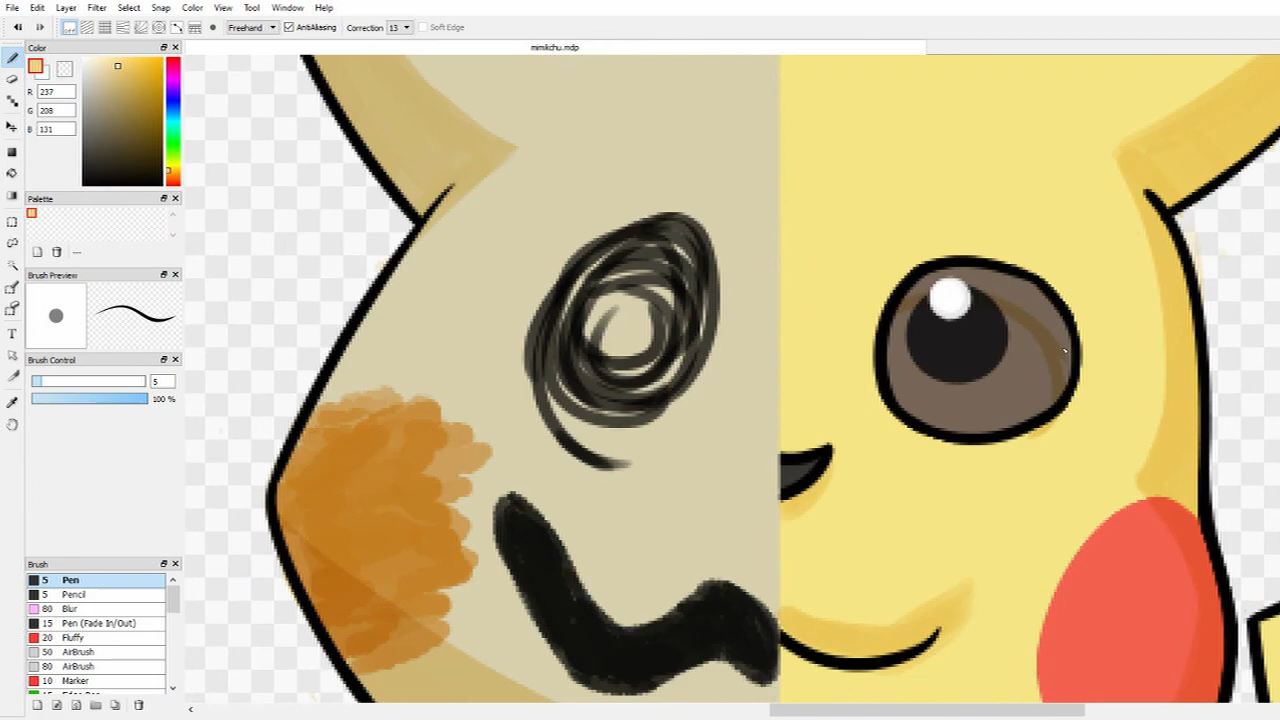 File Edit Layer Filter Select Snap Color View Tool Window Help
Freehand AntiAliasing Correction 13 Soft Edge
mimikchu.mdp
Color
R 237
G 208
B 131
Palette
Brush Preview
Brush Control
5
100 %
Brush
5 Pen
5 Pencil
80 Blur
15 Pen (Fade In/Out)
20 Fluffy
50 AirBrush
80 AirBrush
10 Marker